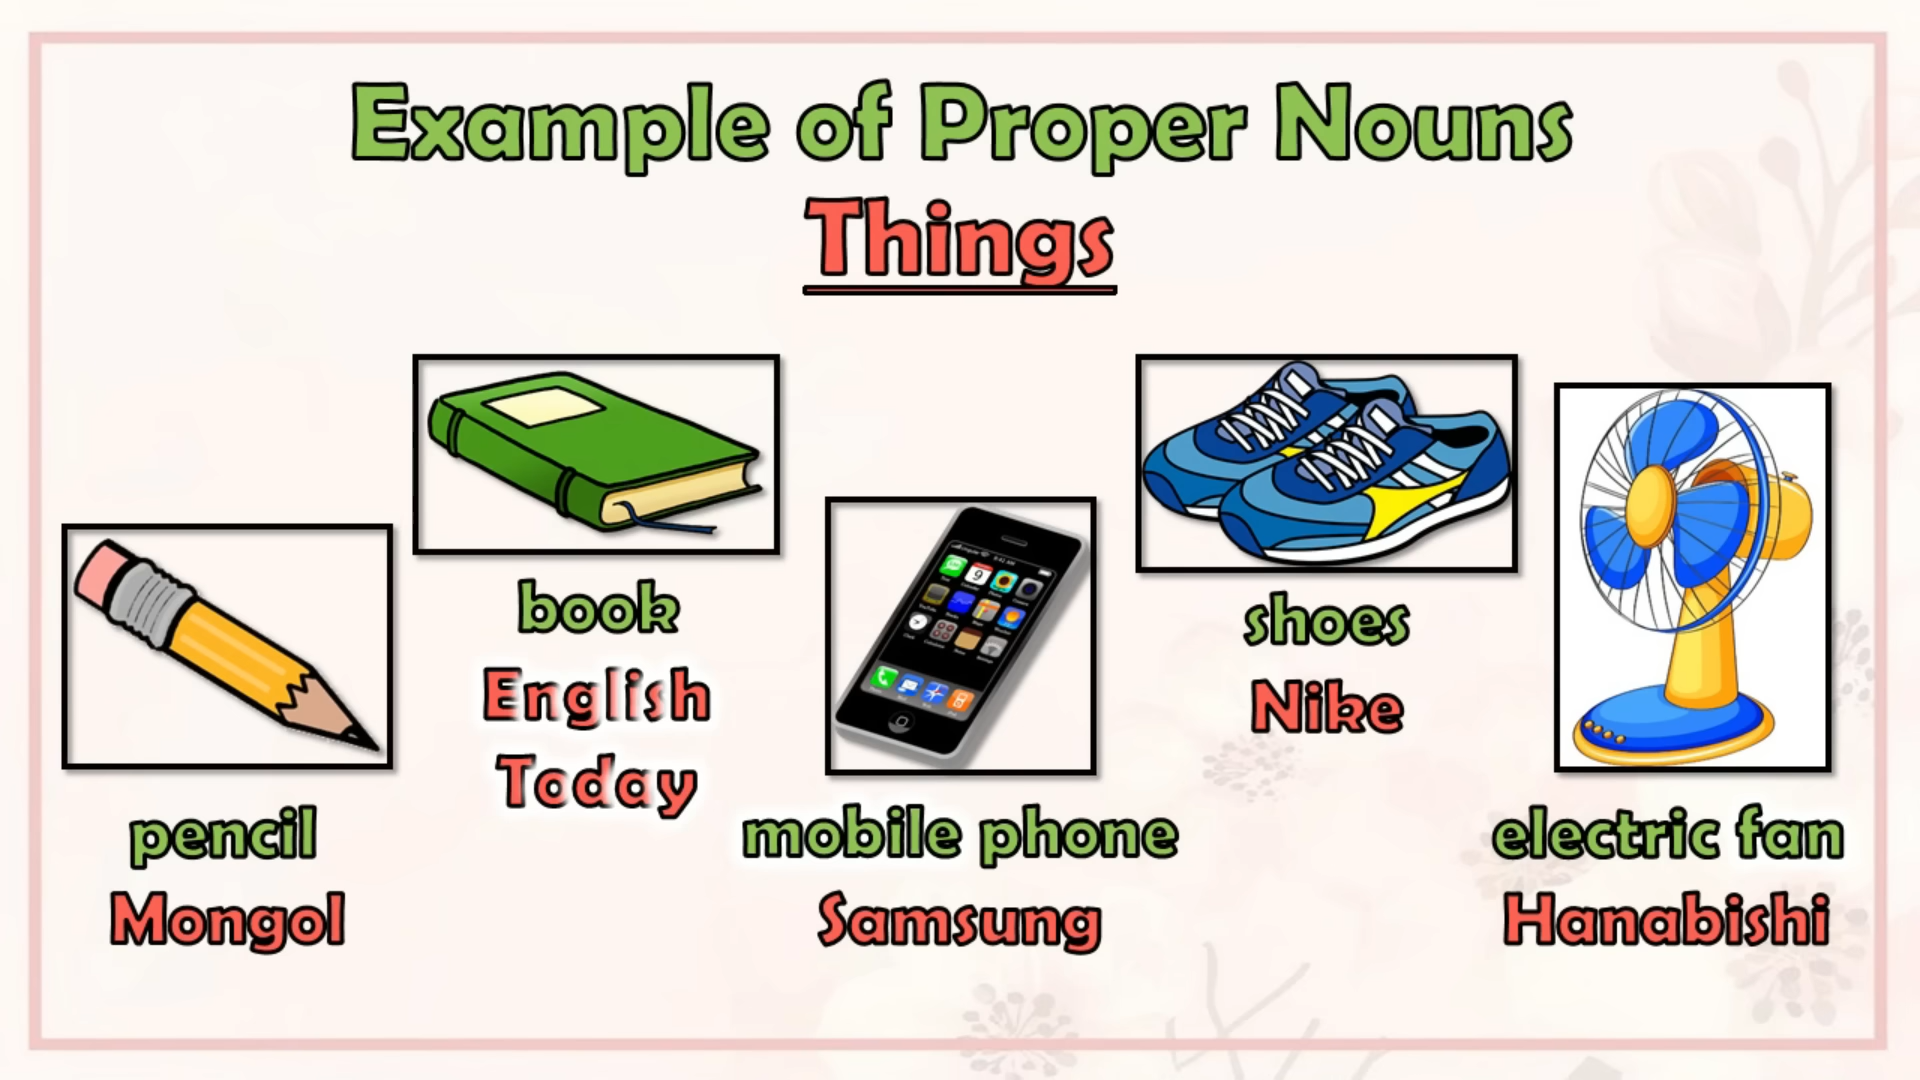 Example of Proper Nouns
Things
pencil
Mongol
book
English
Today
mobile phone
Samsung
shoes
Nike
electric fan
Hanabishi